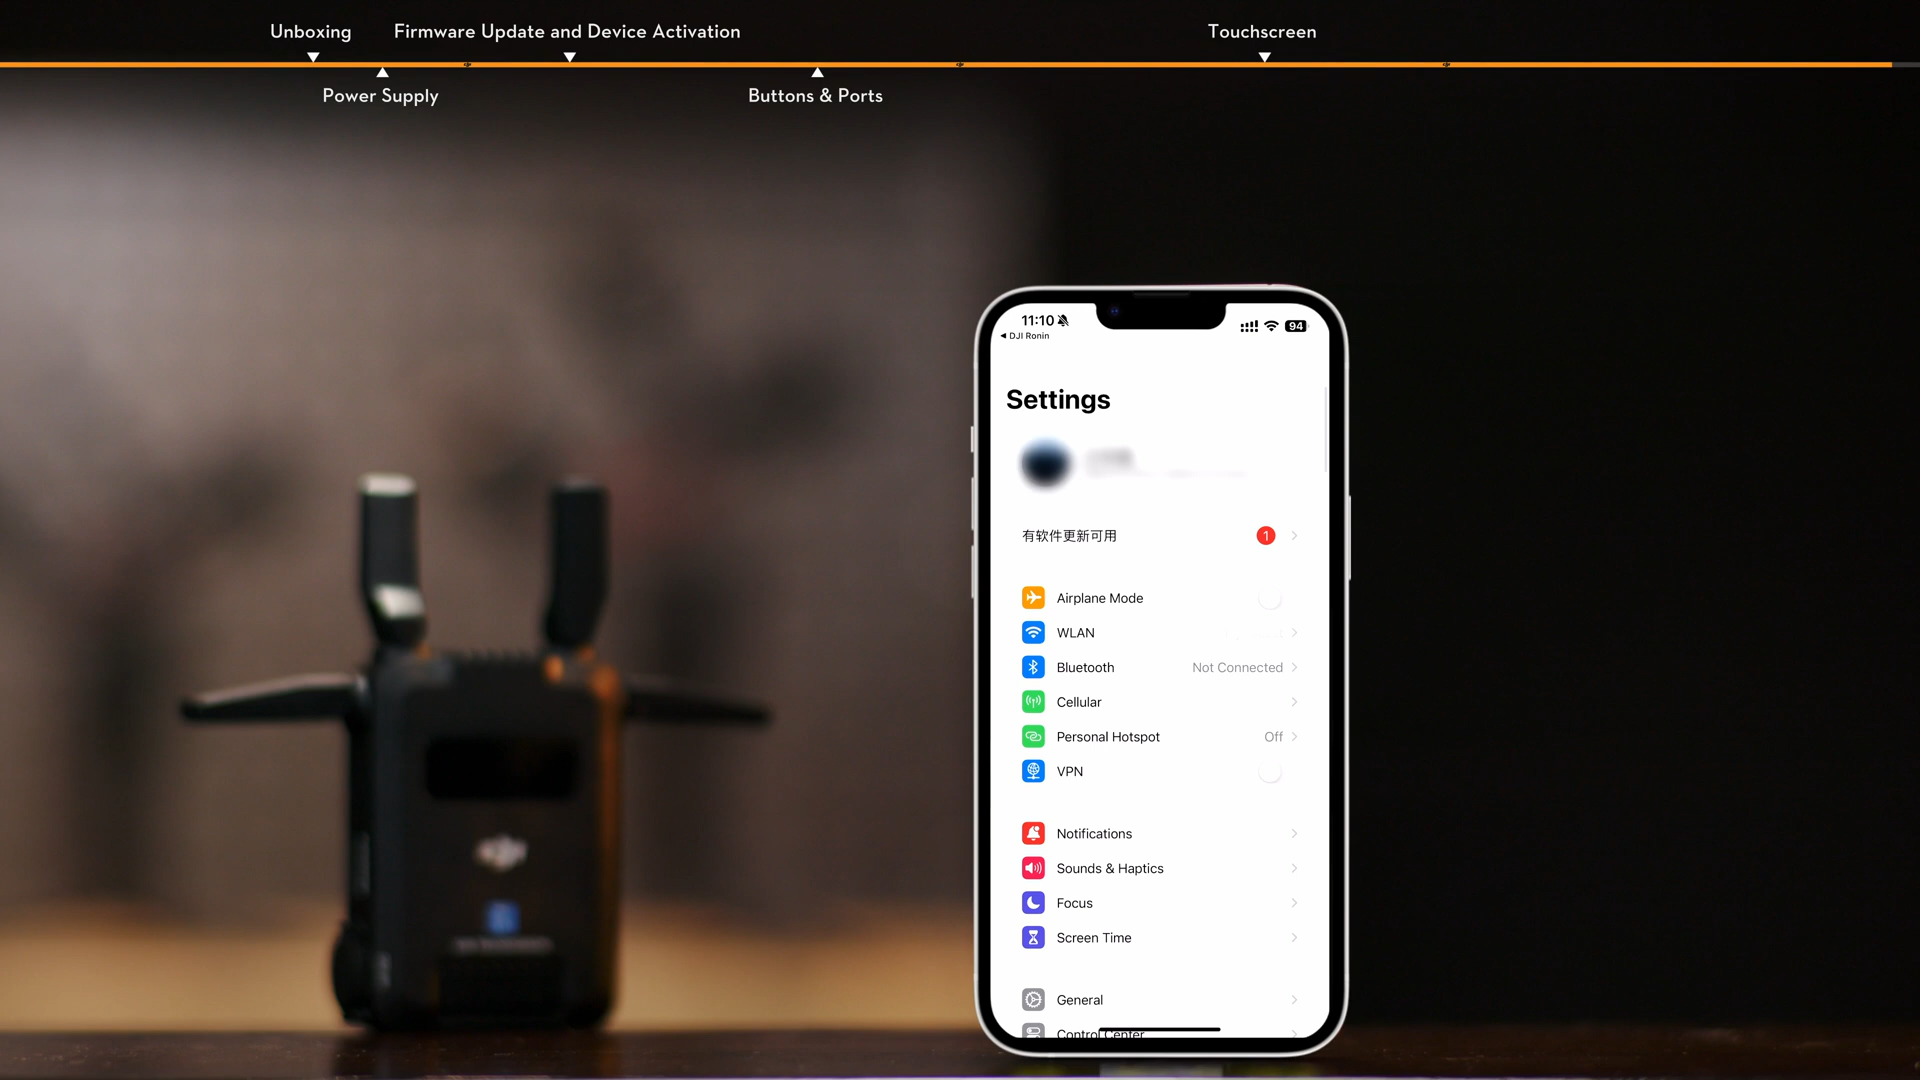 Unboxing
Firmware Update and Device Activation
Touchscreen
Power Supply
Buttons & Ports
11:10
94
◀ DJI Ronin
Settings
有软件更新可用
1
Airplane Mode
WLAN
Bluetooth
Not Connected
Cellular
Personal Hotspot
Off
VPN
Notifications
Sounds & Haptics
Focus
Screen Time
General
Control Center